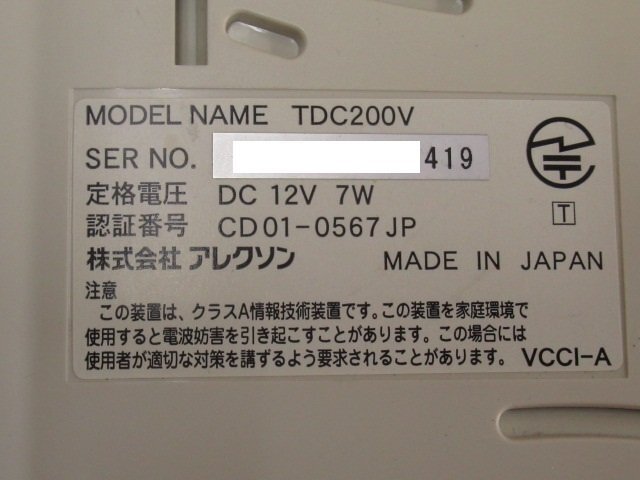 MODEL NAME TDC200V
SER NO. 419
定格電圧 DC 12V 7W
認証番号 CD01-0567JP
T
株式会社 アレクソン MADE IN JAPAN
注意
この装置は、クラスA情報技術装置です。この装置を家庭環境で
使用すると電波妨害を引き起こすことがあります。この場合には
使用者が適切な対策を講ずるよう要求されることがあります。 VCCI-A